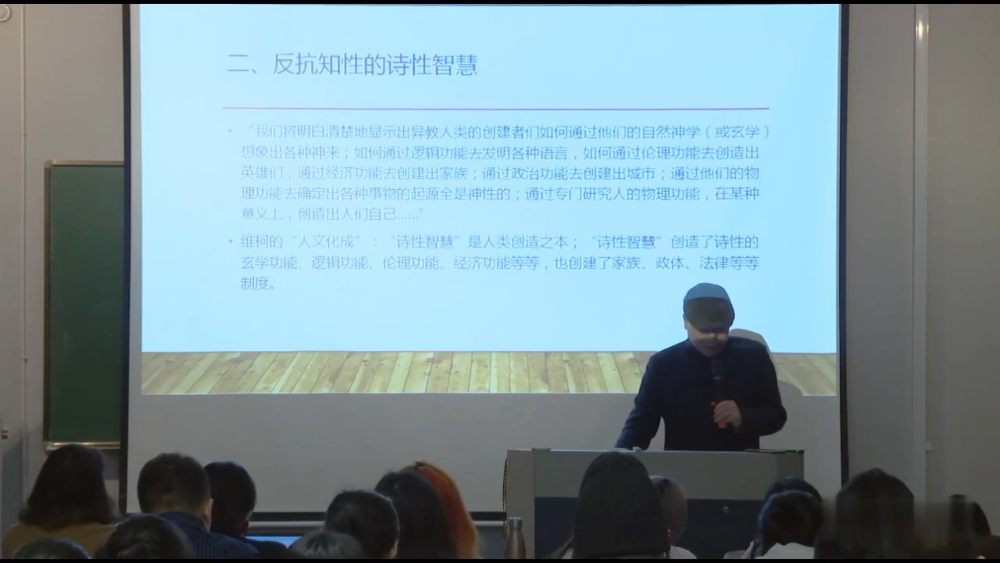 二、反抗知性的诗性智慧
• “我们将明白清楚地显示出异教人类的创建者们如何通过他们的自然神学（或玄学）
想象出各种神来；如何通过逻辑功能去发明各种语言，如何通过伦理功能去创造出
英雄们，通过经济功能去创建出家族；通过政治功能去创建出城市；通过他们的物
理功能去确定出各种事物的起源全是神性的；通过专门研究人的物理功能，在某种
意义上，创造出人们自己……”
• 维柯的“人文化成”：“诗性智慧”是人类创造之本；“诗性智慧”创造了诗性的
玄学功能、逻辑功能、伦理功能、经济功能等等，也创建了家族、政体、法律等等
制度。